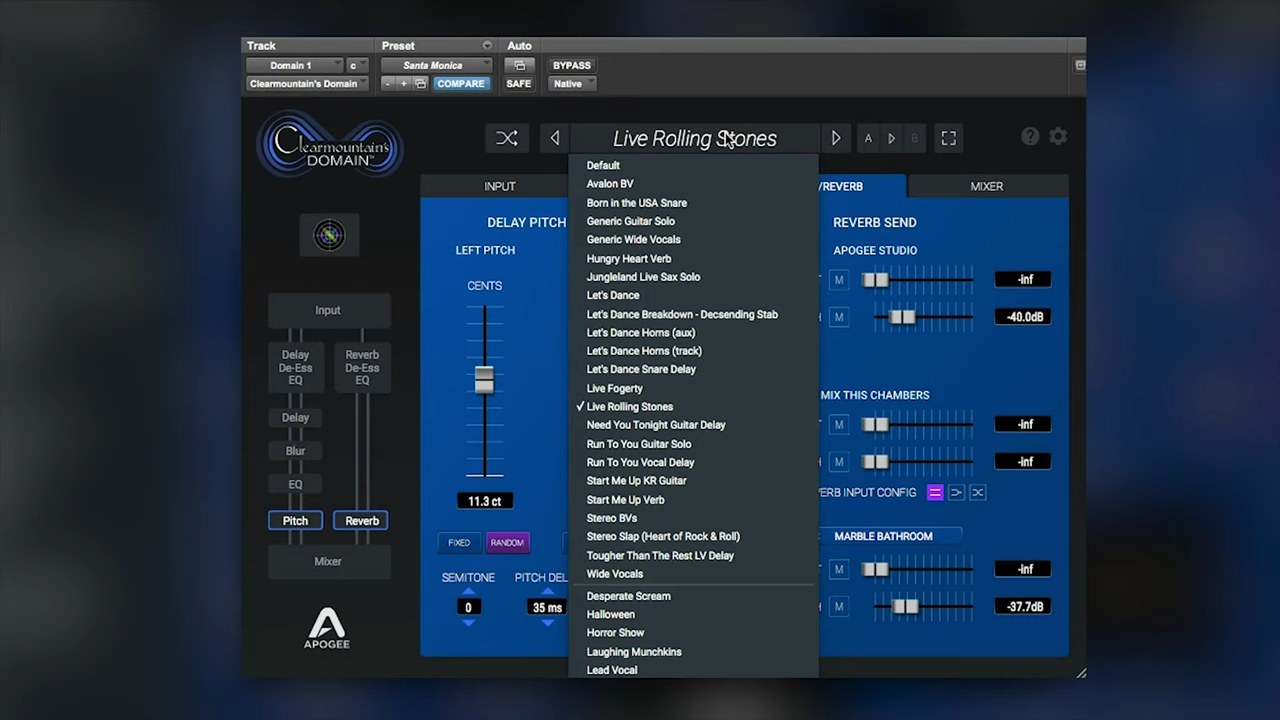 Track
Preset
Auto
Domain 1
c
Santa Monica
BYPASS
Clearmountain's Domain
- +
COMPARE
SAFE
Native
Clearmountain's
DOMAIN™
Live Rolling Stones
A
B
?
INPUT
/REVERB
MIXER
Default
Avalon BV
Born in the USA Snare
Generic Guitar Solo
Generic Wide Vocals
Hungry Heart Verb
Jungleland Live Sax Solo
Let's Dance
Let's Dance Breakdown - Decsending Stab
Let's Dance Horns (aux)
Let's Dance Horns (track)
Let's Dance Snare Delay
Live Fogerty
✓ Live Rolling Stones
Need You Tonight Guitar Delay
Run To You Guitar Solo
Run To You Vocal Delay
Start Me Up KR Guitar
Start Me Up Verb
Stereo BVs
Stereo Slap (Heart of Rock & Roll)
Tougher Than The Rest LV Delay
Wide Vocals
Desperate Scream
Halloween
Horror Show
Laughing Munchkins
Lead Vocal
DELAY PITCH
LEFT PITCH
CENTS
11.3 ct
FIXED
RANDOM
SEMITONE
PITCH DEL
0
35 ms
REVERB SEND
APOGEE STUDIO
M
-inf
M
-40.0dB
MIX THIS CHAMBERS
M
-inf
M
-inf
ERB INPUT CONFIG
MARBLE BATHROOM
M
-inf
M
-37.7dB
Input
Delay
De-Ess
EQ
Reverb
De-Ess
EQ
Delay
Blur
EQ
Pitch
Reverb
Mixer
APOGEE